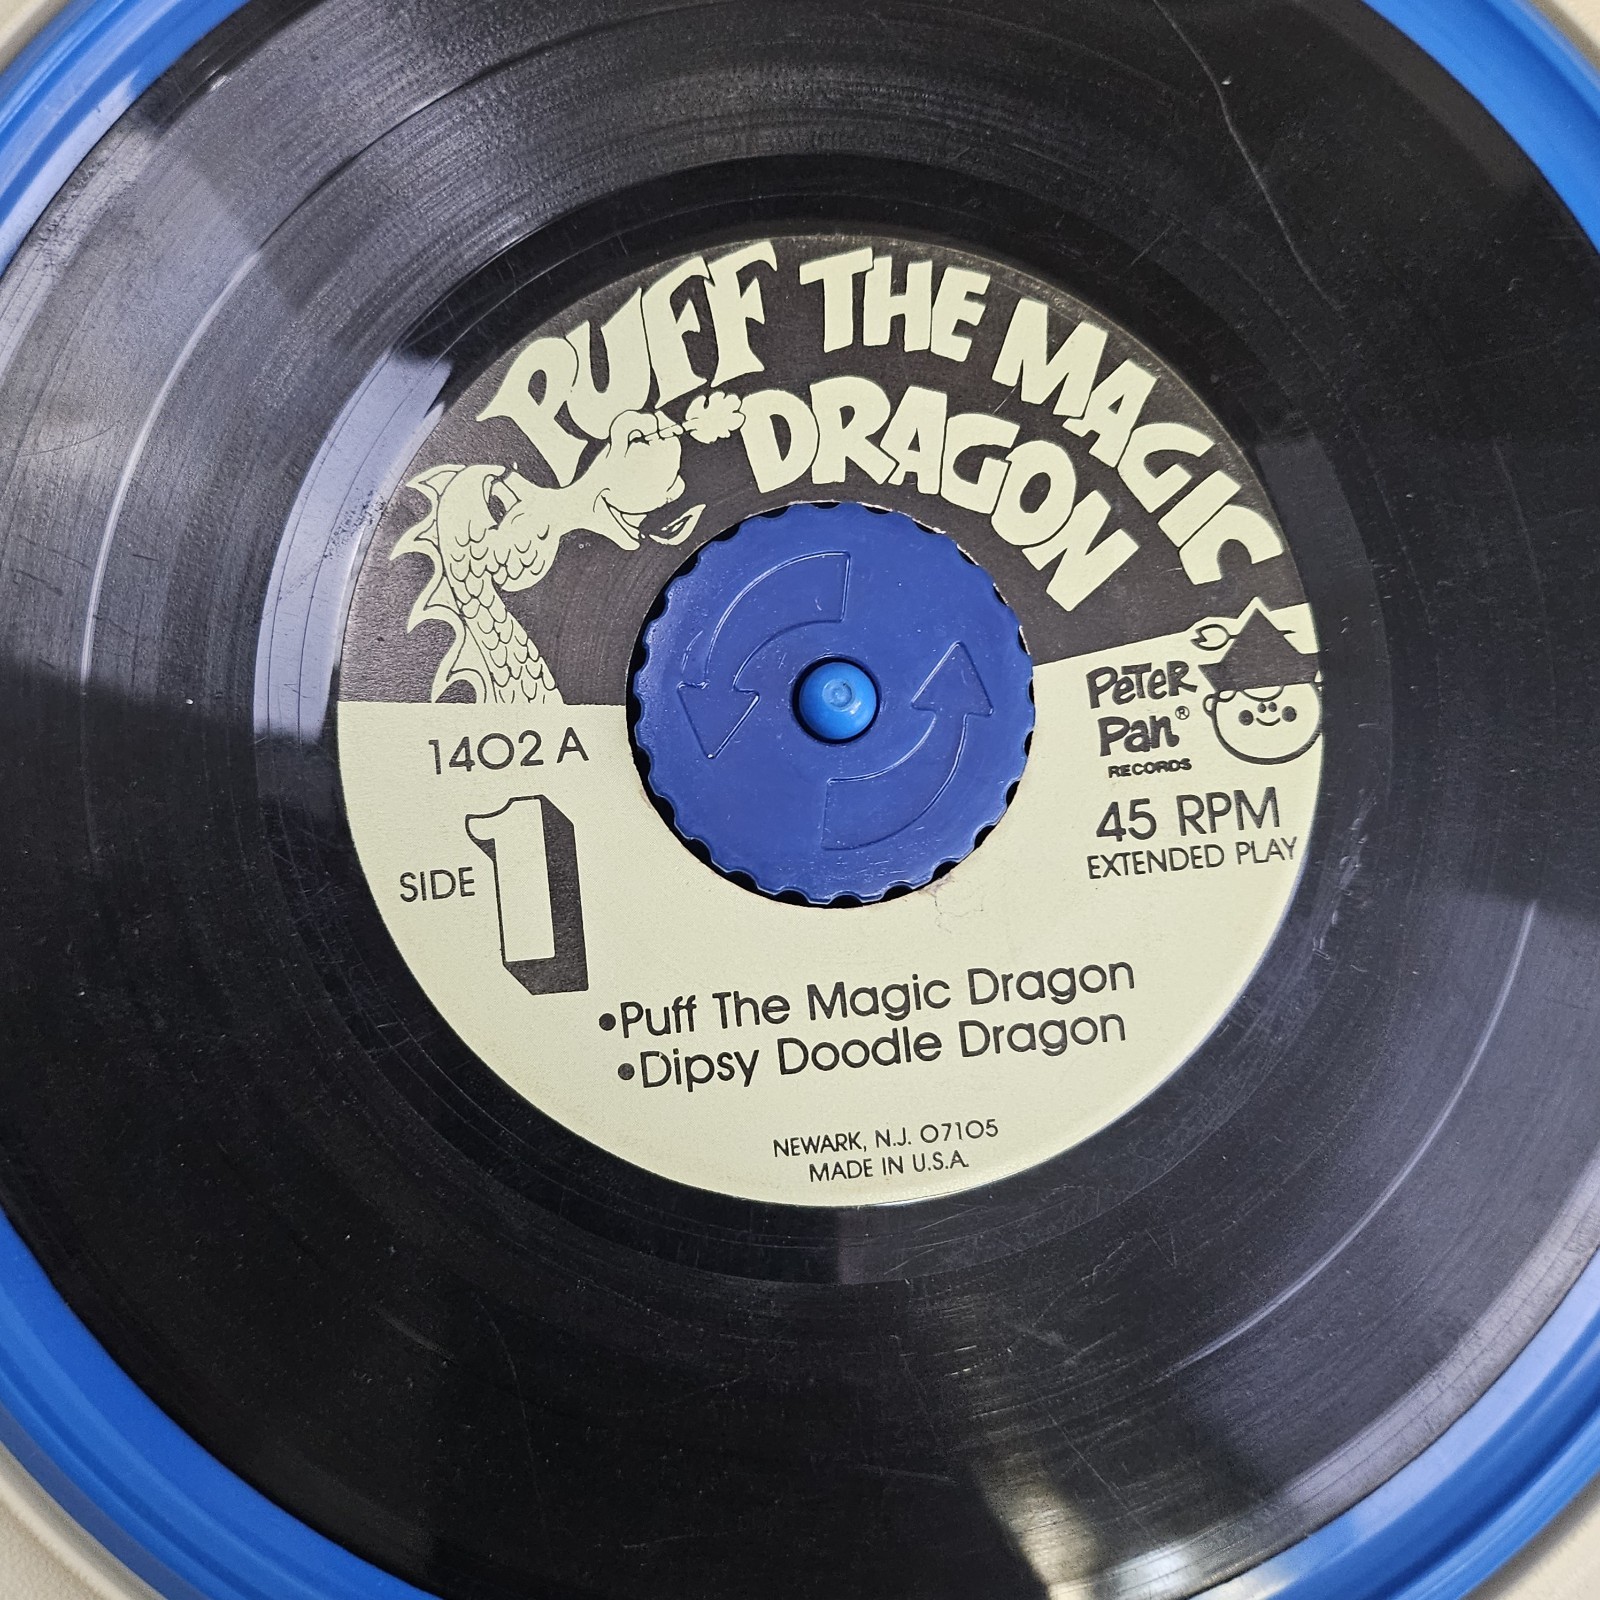 PUFF THE MAGIC
DRAGON
PETER
PAN®
RECORDS
1402 A
45 RPM
EXTENDED PLAY
SIDE 1
•Puff The Magic Dragon
•Dipsy Doodle Dragon
NEWARK, N.J. 07105
MADE IN U.S.A.